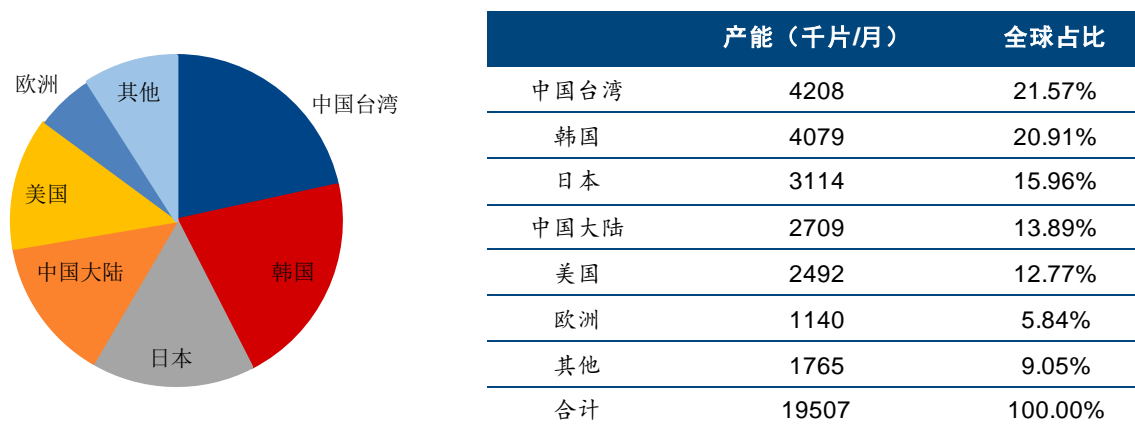 欧洲
其他
中国台湾
美国
中国大陆
韩国
日本
产能（千片/月） 全球占比
中国台湾 4208 21.57%
韩国 4079 20.91%
日本 3114 15.96%
中国大陆 2709 13.89%
美国 2492 12.77%
欧洲 1140 5.84%
其他 1765 9.05%
合计 19507 100.00%